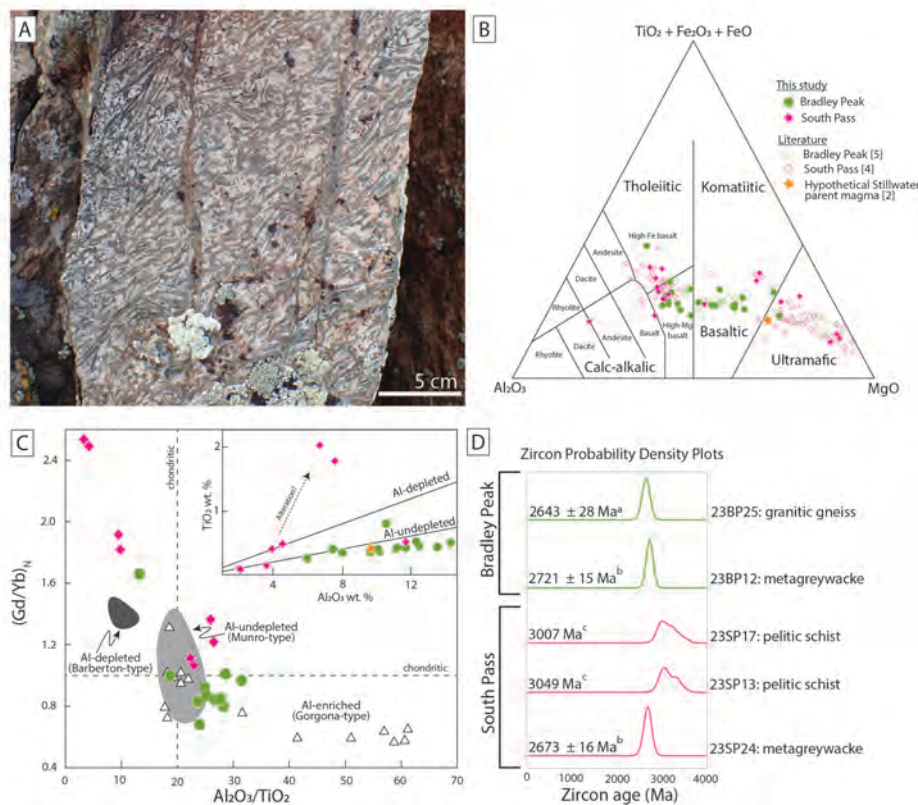 A
5 cm
B
TiO₂ + Fe₂O₃ + FeO
This study
Bradley Peak
South Pass
Literature
Bradley Peak [5]
South Pass [4]
Hypothetical Stillwater
parent magma [2]
Tholeiitic
Komatiitic
High-Fe basalt
Andesite
Dacite
Rhyolite
Rhyolite
Dacite
Andesite
Basalt
High-Mg
basalt
Basaltic
Calc-alkalic
Ultramafic
Al₂O₃
MgO
C
(Gd/Yb)N
2.4
2.0
1.6
1.2
0.8
0.4
chondritic
Al-depleted
(Barberton-type)
Al-undepleted
(Munro-type)
chondritic
Al-enriched
(Gorgona-type)
0
10
20
30
40
50
60
70
Al₂O₃/TiO₂
TiO₂ wt. %
2
1
Alteration?
Al-depleted
Al-undepleted
4
8
12
Al₂O₃ wt. %
D
Zircon Probability Density Plots
Bradley Peak
2643 ± 28 Maᵃ
23BP25: granitic gneiss
2721 ± 15 Maᵇ
23BP12: metagreywacke
South Pass
3007 Maᶜ
23SP17: pelitic schist
3049 Maᶜ
23SP13: pelitic schist
2673 ± 16 Maᵇ
23SP24: metagreywacke
0
1000
2000
3000
4000
Zircon age (Ma)